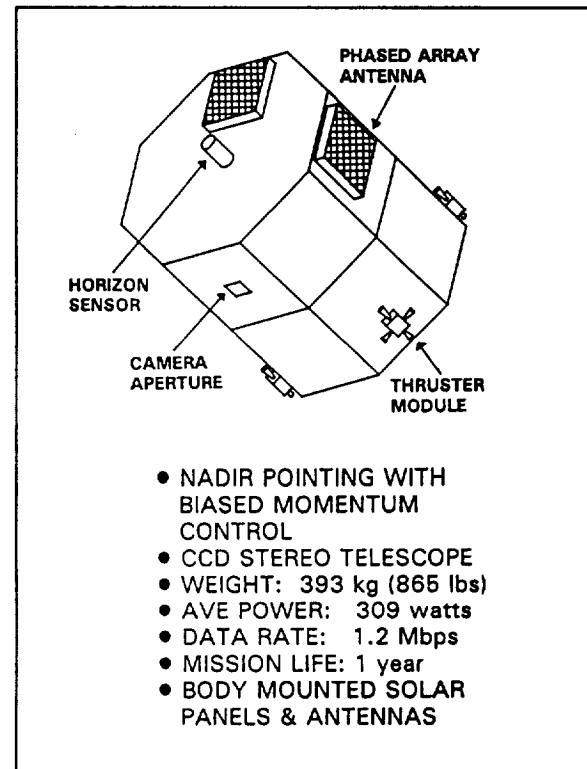 PHASED ARRAY
ANTENNA
HORIZON
SENSOR
CAMERA
APERTURE
THRUSTER
MODULE
● NADIR POINTING WITH
BIASED MOMENTUM
CONTROL
● CCD STEREO TELESCOPE
● WEIGHT: 393 kg (865 lbs)
● AVE POWER: 309 watts
● DATA RATE: 1.2 Mbps
● MISSION LIFE: 1 year
● BODY MOUNTED SOLAR
PANELS & ANTENNAS